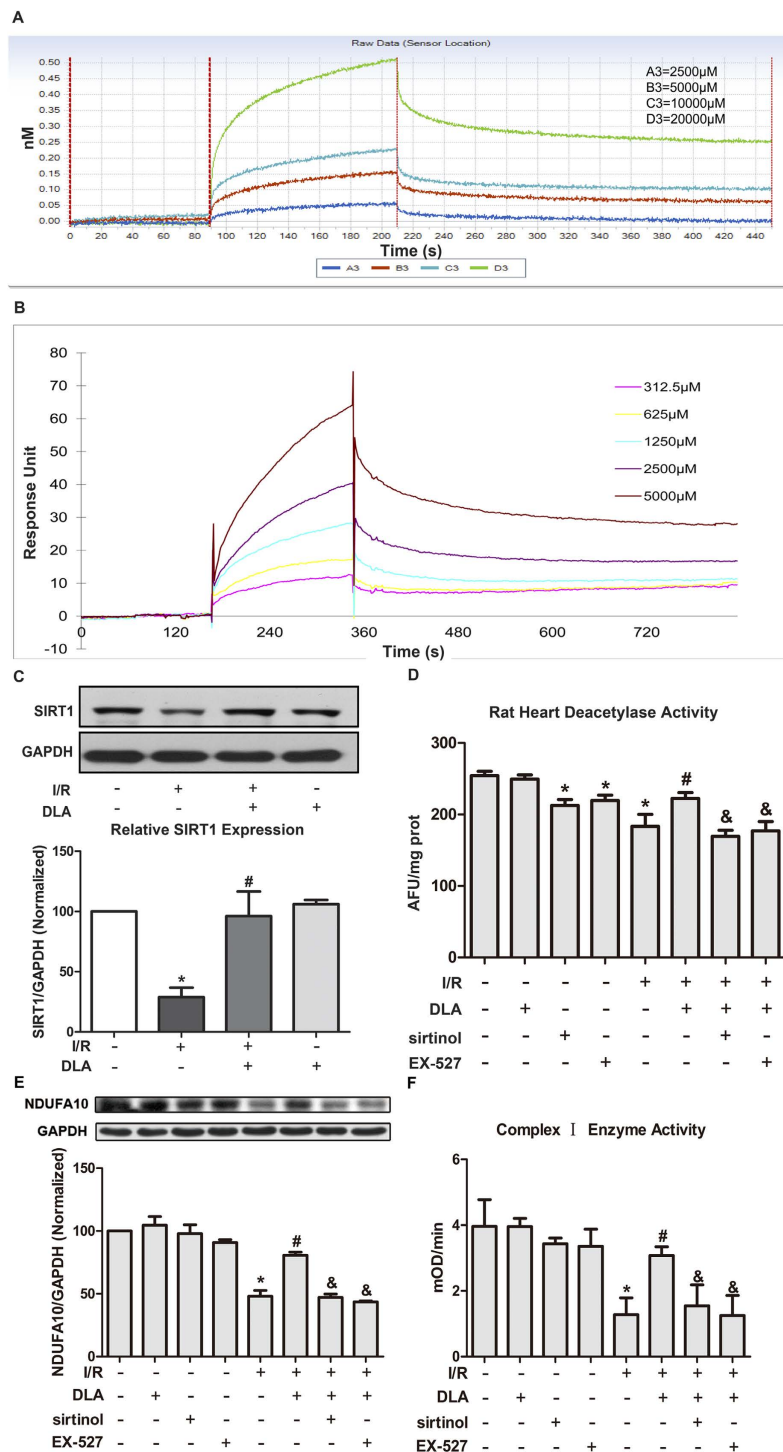 A
Raw Data (Sensor Location)
A3=2500μM
B3=5000μM
C3=10000μM
D3=20000μM
nM
0.50
0.45
0.40
0.35
0.30
0.25
0.20
0.15
0.10
0.05
0.00
0 20 40 60 80 100 120 140 160 180 200 220 240 260 280 300 320 340 360 380 400 420 440
Time (s)
A3 B3 C3 D3
B
Response Unit
80
70
60
50
40
30
20
10
0
-10
0 120 240 360 480 600 720
Time (s)
312.5μM
625μM
1250μM
2500μM
5000μM
C
SIRT1
GAPDH
I/R - + + -
DLA - - + +
Relative SIRT1 Expression
SIRT1/GAPDH (Normalized)
150
100
50
0
* #
I/R - + + -
DLA - - + +
D
Rat Heart Deacetylase Activity
AFU/mg prot
300
200
100
0
* * * # & &
I/R - - - - + + + +
DLA - + - - - + + +
sirtinol - - + - - - + -
EX-527 - - - + - - - +
E
NDUFA10
GAPDH
NDUFA10/GAPDH (Normalized)
150
100
50
0
* # & &
I/R - - - - + + + +
DLA - + - - - + + +
sirtinol - - + - - - + -
EX-527 - - - + - - - +
F
Complex I Enzyme Activity
mOD/min
6
4
2
0
* # & &
I/R - - - - + + + +
DLA - + - - - + + +
sirtinol - - + - - - + -
EX-527 - - - + - - - +